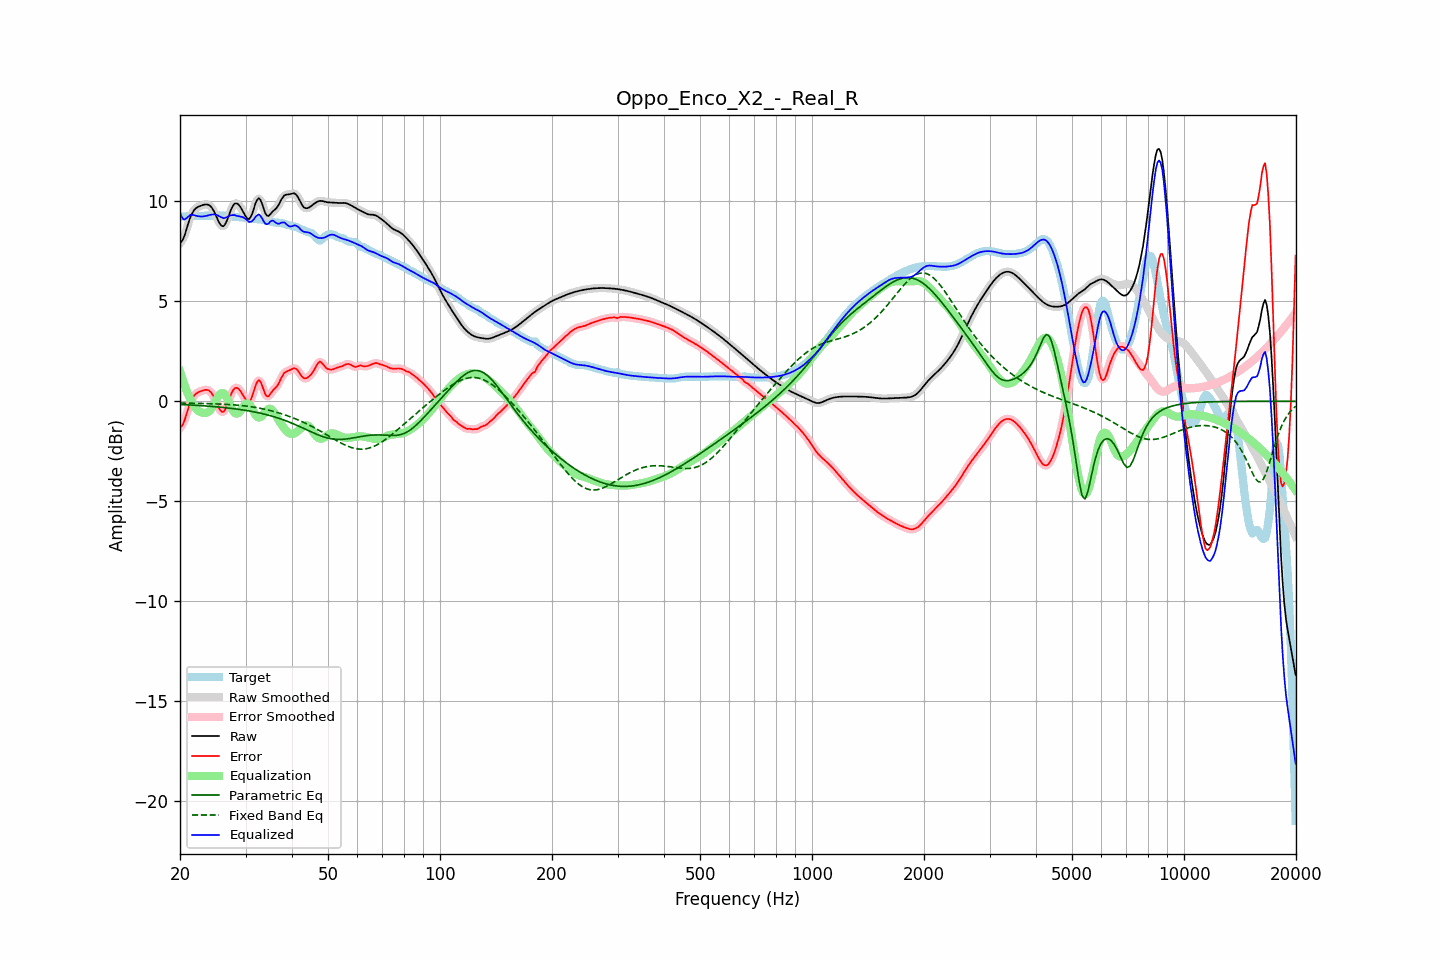 Oppo_Enco_X2_-_Real_R
Amplitude (dBr)
10
5
0
−5
−10
−15
−20
Target
Raw Smoothed
Error Smoothed
Raw
Error
Equalization
Parametric Eq
Fixed Band Eq
Equalized
20 50 100 200 500 1000 2000 5000 10000 20000
Frequency (Hz)